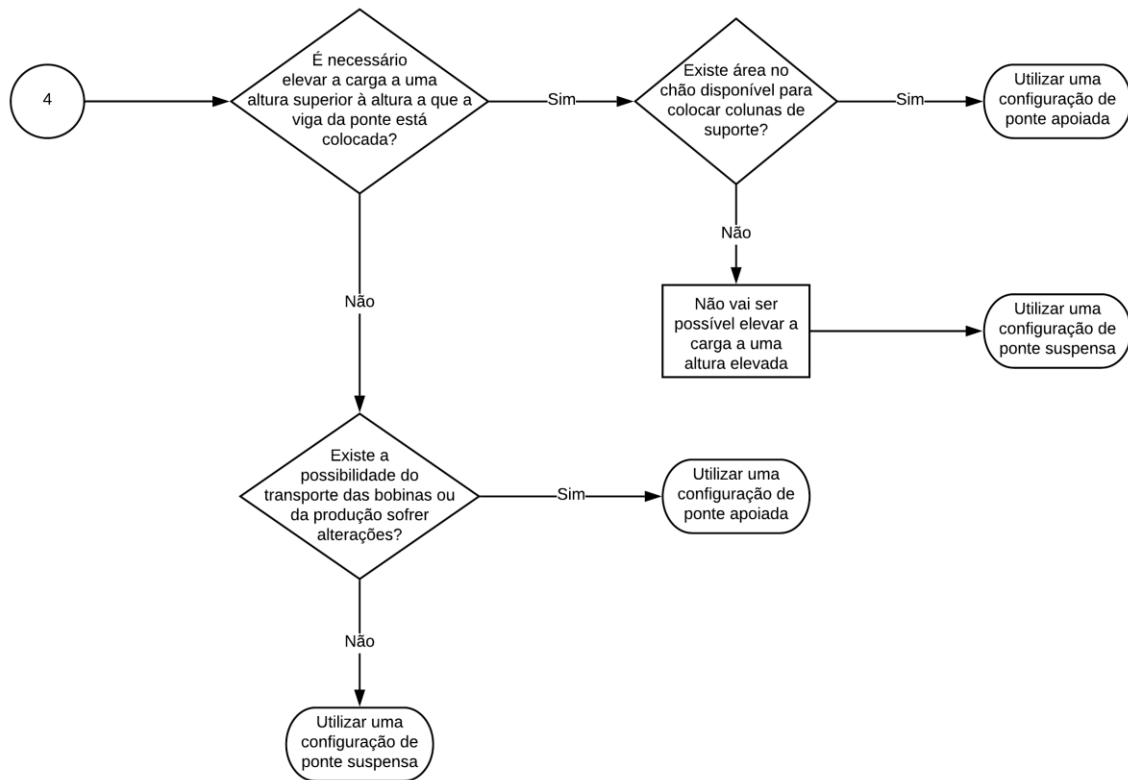 4
É necessário
elevar a carga a uma
altura superior à altura a que a
viga da ponte está
colocada?
Sim
Existe área no
chão disponível para
colocar colunas de
suporte?
Sim
Utilizar uma
configuração de
ponte apoiada
Não
Não vai ser
possível elevar a
carga a uma
altura elevada
Utilizar uma
configuração de
ponte suspensa
Não
Existe a
possibilidade do
transporte das bobinas ou
da produção sofrer
alterações?
Sim
Utilizar uma
configuração de
ponte apoiada
Não
Utilizar uma
configuração de
ponte suspensa